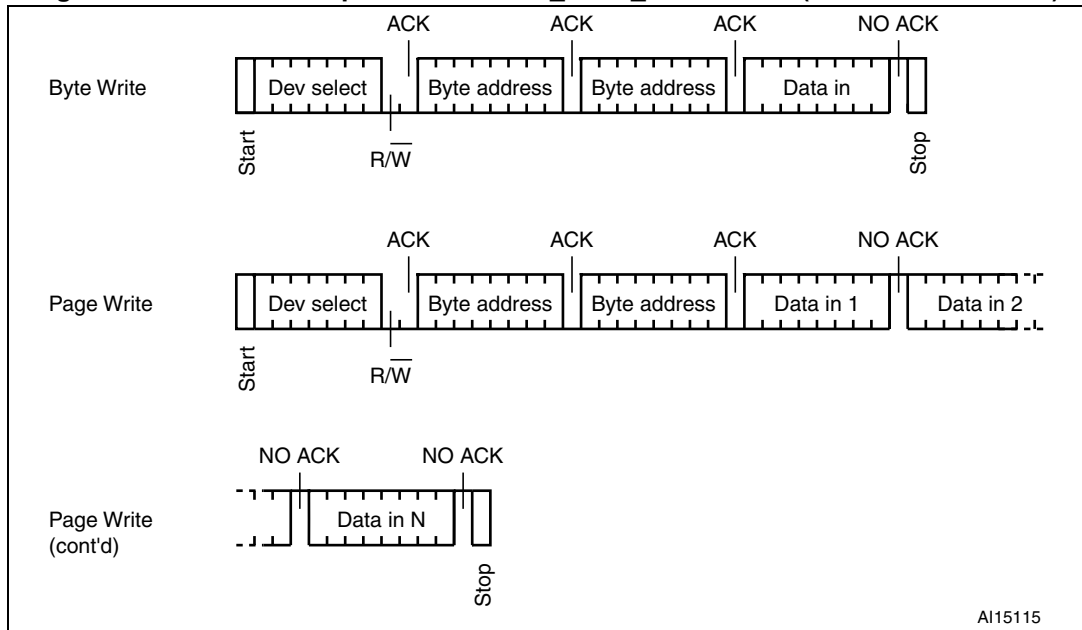 ACK ACK ACK NO ACK
Byte Write
Dev select Byte address Byte address Data in
Start
R/W
Stop
ACK ACK ACK NO ACK
Page Write
Dev select Byte address Byte address Data in 1 Data in 2
Start
R/W
NO ACK NO ACK
Page Write
(cont'd)
Data in N
Stop
AI15115